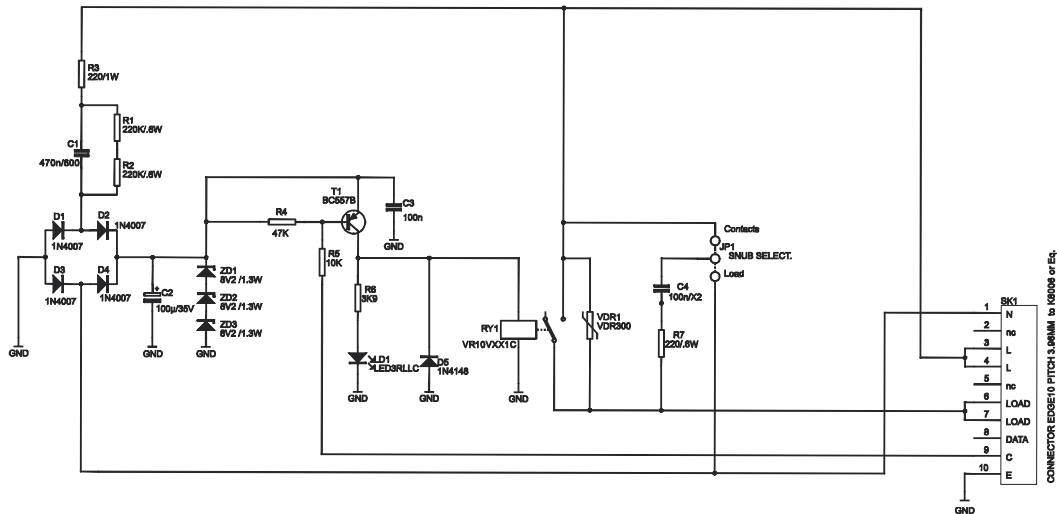 R3
220/1W
R1
220K/.6W
C1
470n/600
R2
220K/.6W
D1
1N4007
D2
1N4007
D3
1N4007
D4
1N4007
C2
+
100µ/35V
GND
GND
ZD1
8V2 /1.3W
ZD2
8V2 /1.3W
ZD3
8V2 /1.3W
GND
R4
47K
T1
BC557B
C3
100n
GND
R5
10K
R6
3K9
LD1
LED3RLLC
GND
D5
1N4148
GND
RY1
VR10VXX1C
GND
VDR1
VDR300
Contacts
JP1
SNUB SELECT.
Load
C4
100n/X2
R7
220/.6W
SK1
1 N
2 nc
3 L
4 L
5 nc
6 LOAD
7 LOAD
8 DATA
9 C
10 E
GND
CONNECTOR EDGE10 PITCH 3.96MM to K8006 or Eq.